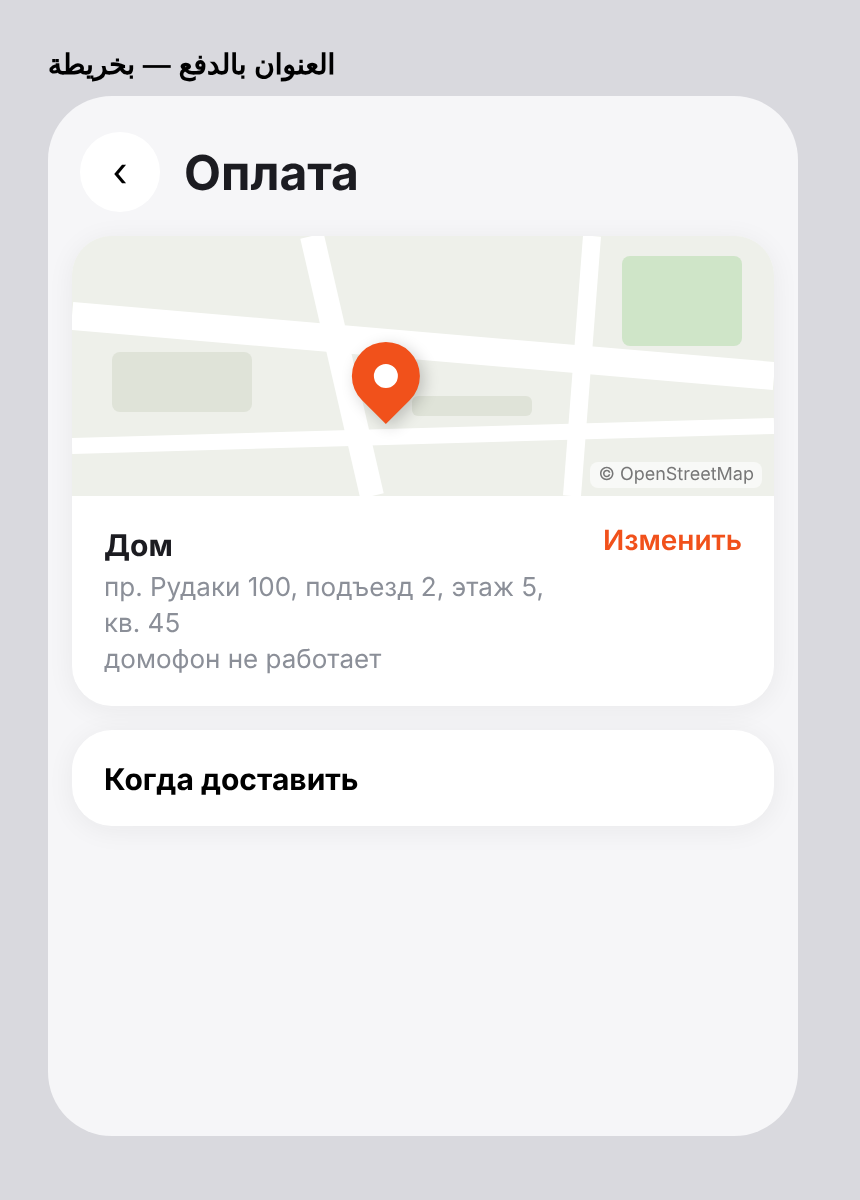 العنوان بالدفع — بخريطة
‹ Оплата
© OpenStreetMap
Дом
Изменить
пр. Рудаки 100, подъезд 2, этаж 5,
кв. 45
домофон не работает
Когда доставить